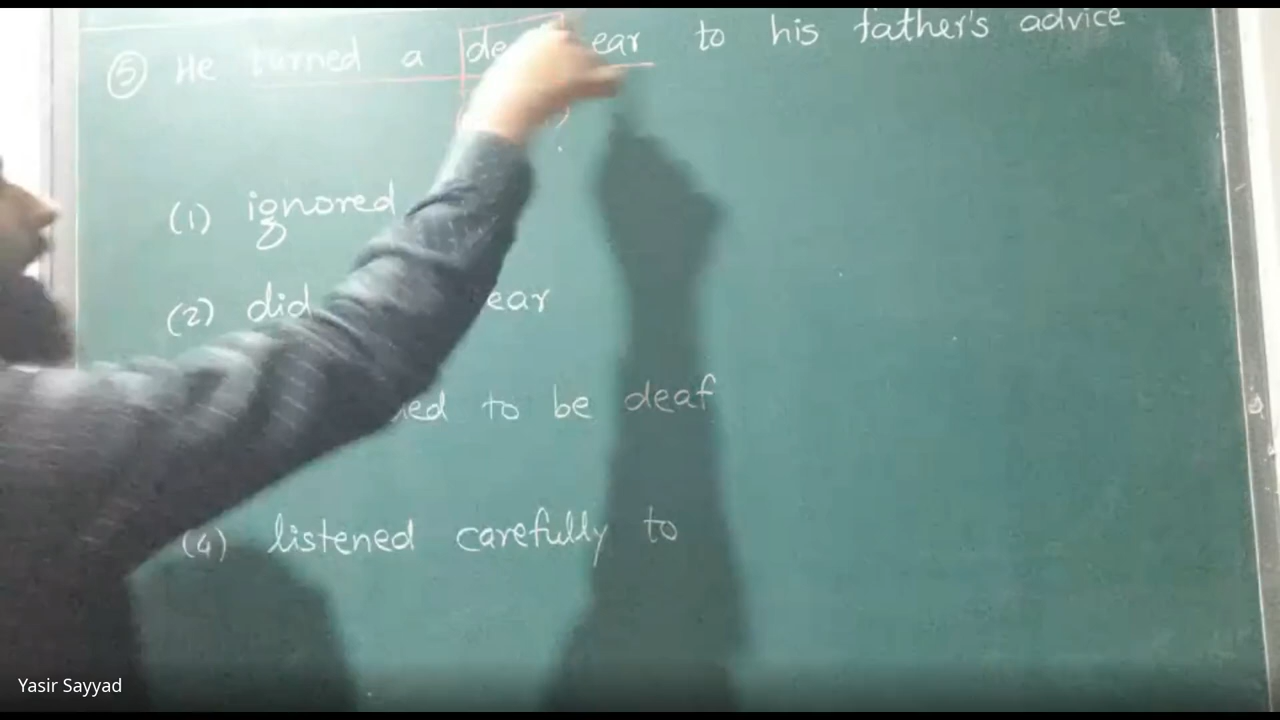 ⑤ He turned a ear to his father's advice
(1) ignored
(2) did ear
to be deaf
(4) listened carefully to
Yasir Sayyad